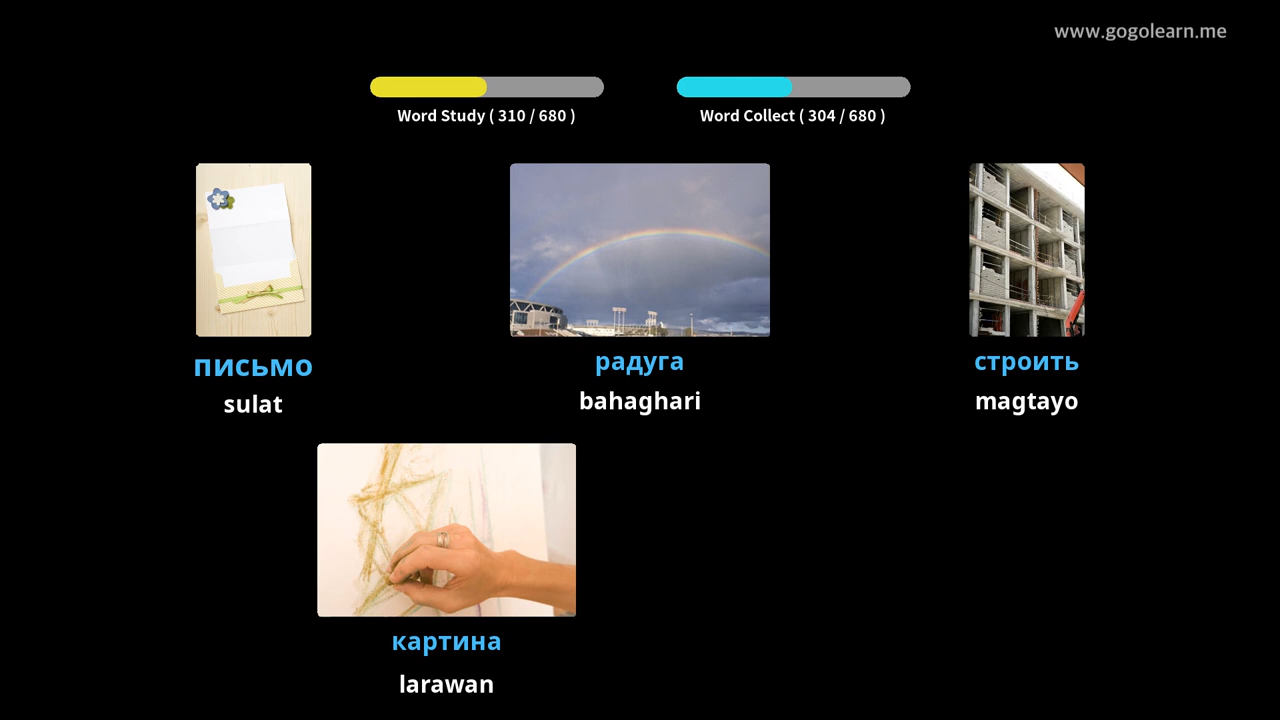 www.gogolearn.me
Word Study ( 310 / 680 )
Word Collect ( 304 / 680 )
письмо
sulat
радуга
bahaghari
строить
magtayo
картина
larawan